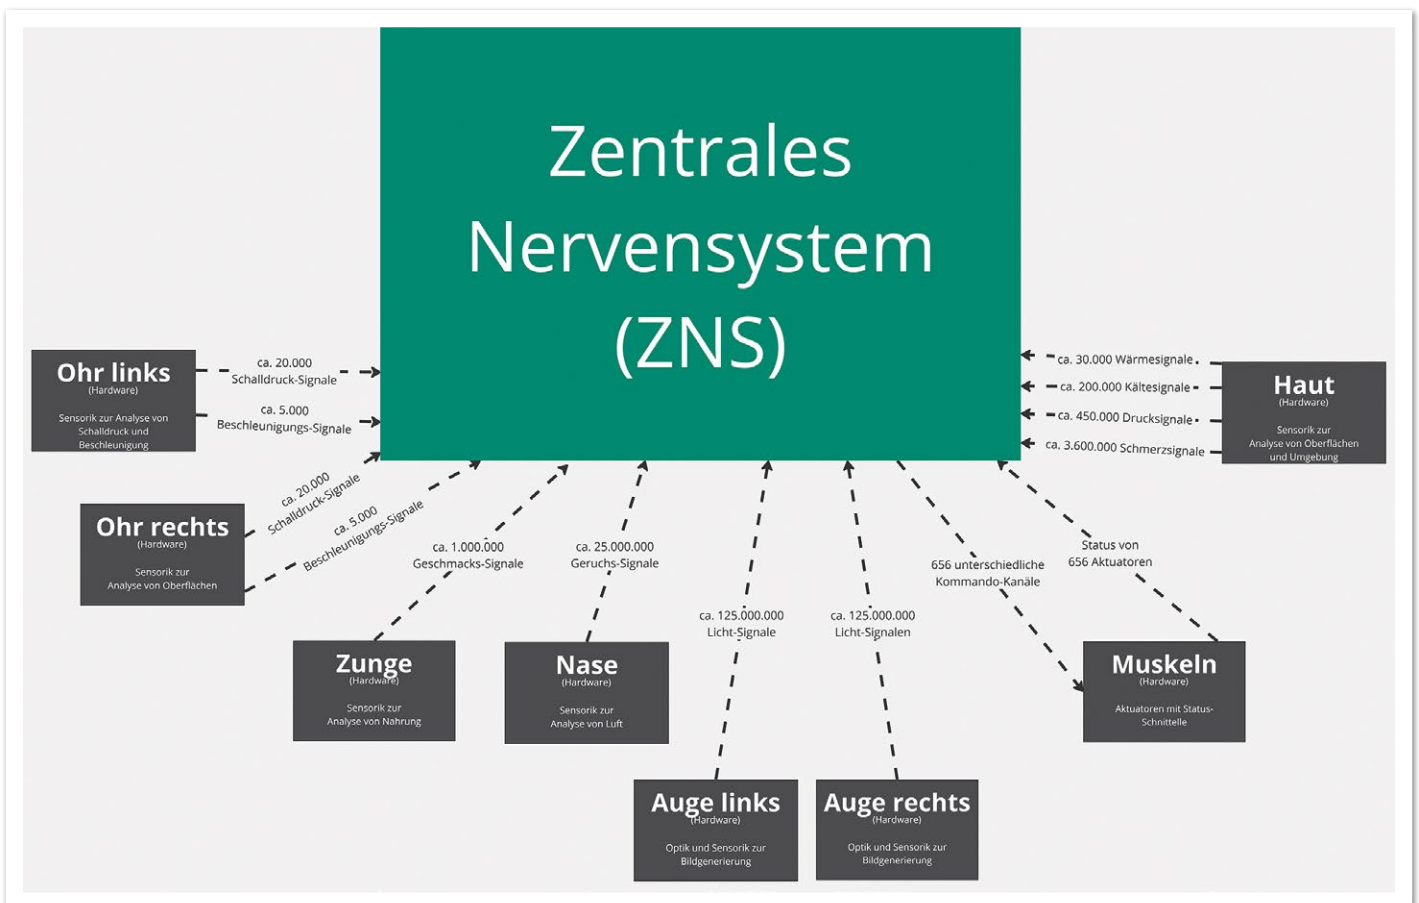 Zentrales
Nervensystem
(ZNS)
Ohr links
(Hardware)
Sensorik zur Analyse von
Schalldruck und
Beschleunigung
ca. 20.000
Schalldruck-Signale
ca. 5.000
Beschleunigungs-Signale
Ohr rechts
(Hardware)
Sensorik zur
Analyse von Oberflächen
ca. 20.000
Schalldruck-Signale
ca. 5.000
Beschleunigungs-Signale
Zunge
(Hardware)
Sensorik zur
Analyse von Nahrung
ca. 1.000.000
Geschmacks-Signale
Nase
(Hardware)
Sensorik zur
Analyse von Luft
ca. 25.000.000
Geruchs-Signale
Auge links
(Hardware)
Optik und Sensorik zur
Bildgenerierung
ca. 125.000.000
Licht-Signale
Auge rechts
(Hardware)
Optik und Sensorik zur
Bildgenerierung
ca. 125.000.000
Licht-Signalen
656 unterschiedliche
Kommando-Kanäle
Status von
656 Aktuatoren
Muskeln
(Hardware)
Aktuatoren mit Status-
Schnittelle
ca. 30.000 Wärmesignale
ca. 200.000 Kältesignale
ca. 450.000 Drucksignale
ca. 3.600.000 Schmerzsignale
Haut
(Hardware)
Sensorik zur
Analyse von Oberflächen
und Umgebung